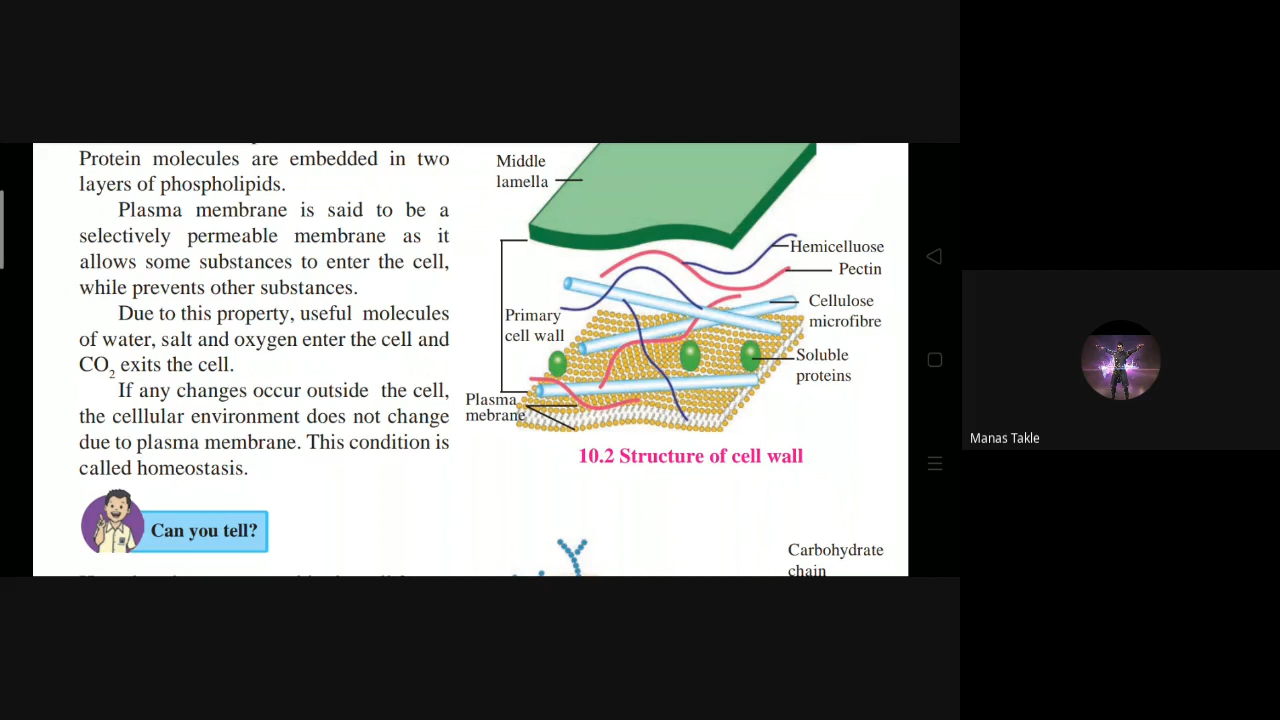 Protein molecules are embedded in two
layers of phospholipids.
Plasma membrane is said to be a
selectively permeable membrane as it
allows some substances to enter the cell,
while prevents other substances.
Due to this property, useful molecules
of water, salt and oxygen enter the cell and
CO2 exits the cell.
If any changes occur outside the cell,
the celllular environment does not change
due to plasma membrane. This condition is
called homeostasis.
Can you tell?
Middle
lamella
Hemicelluose
Pectin
Cellulose
microfibre
Primary
cell wall
Soluble
proteins
Plasma
mebrane
10.2 Structure of cell wall
Carbohydrate
chain
Manas Takle